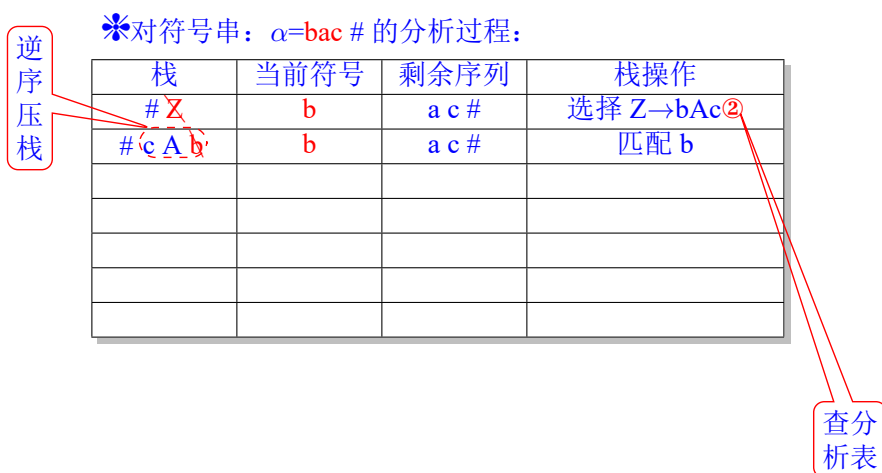 ❋对符号串：α=bac # 的分析过程：
逆序压栈
栈 当前符号 剩余序列 栈操作
# Z b a c # 选择 Z→bAc②
# c A b b a c # 匹配 b
查分
析表